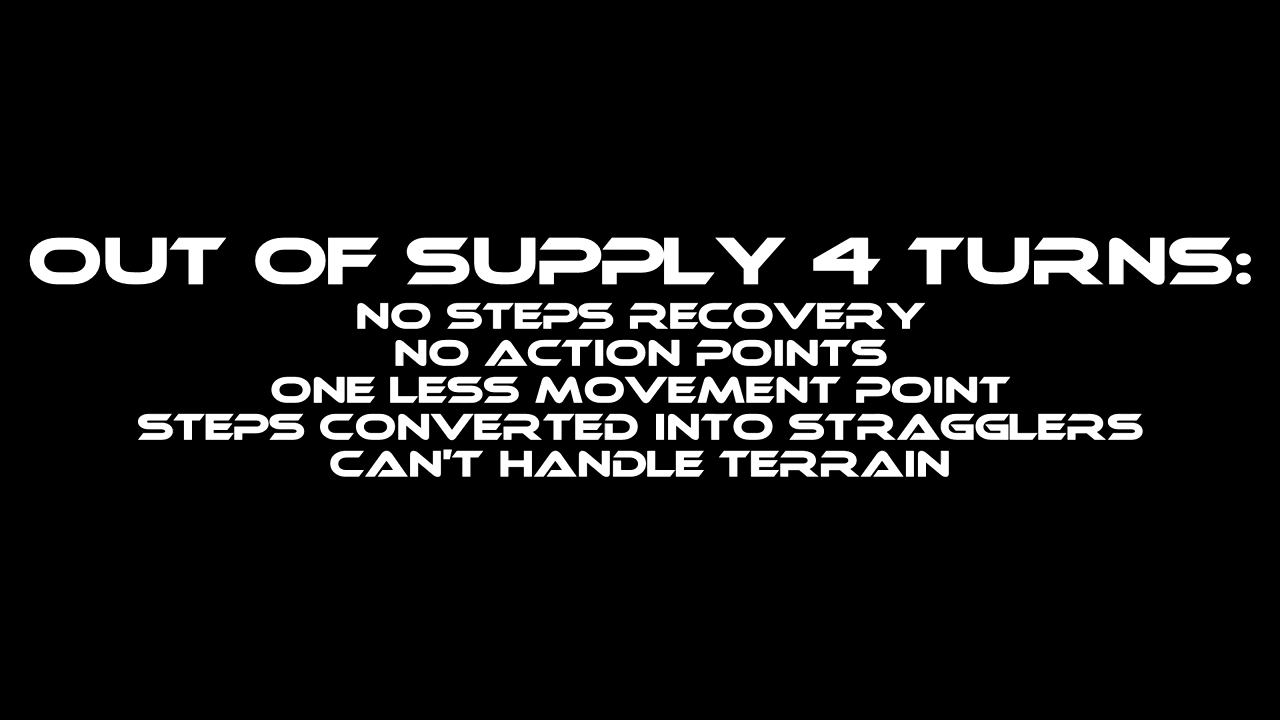 OUT OF SUPPLY 4 TURNS:
NO STEPS RECOVERY
NO ACTION POINTS
ONE LESS MOVEMENT POINT
STEPS CONVERTED INTO STRAGGLERS
CAN'T HANDLE TERRAIN